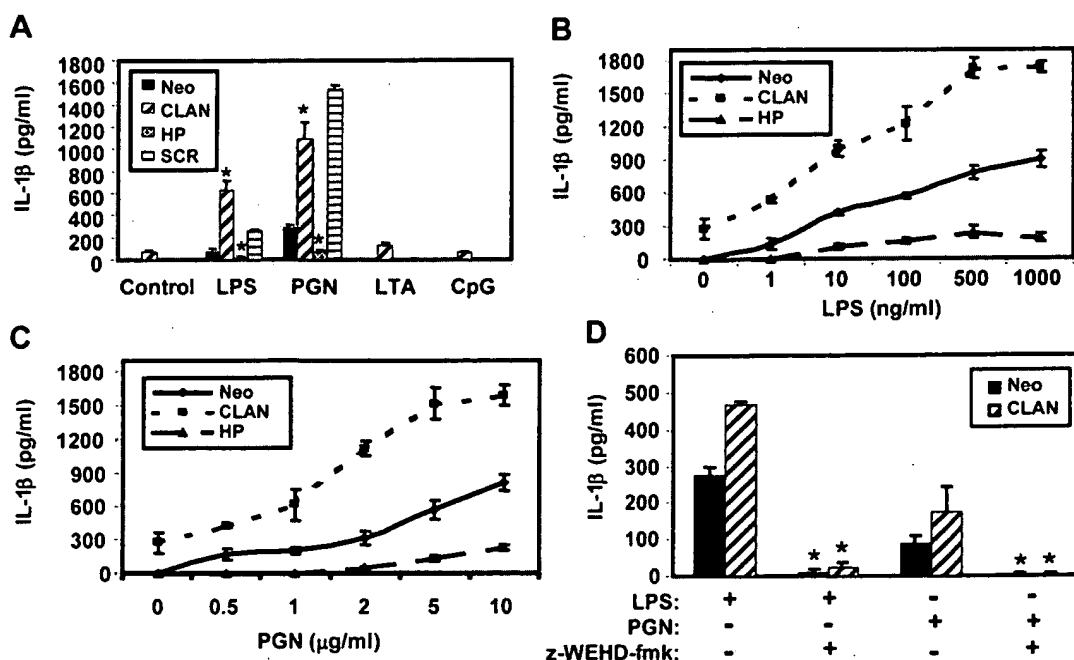 A
IL-1β (pg/ml)
1800
1600
1400
1200
1000
800
600
400
200
0
Neo
CLAN
HP
SCR
*
*
*
*
Control LPS PGN LTA CpG
B
IL-1β (pg/ml)
1800
1500
1200
900
600
300
0
Neo
CLAN
HP
0 1 10 100 500 1000
LPS (ng/ml)
C
IL-1β (pg/ml)
1800
1500
1200
900
600
300
0
Neo
CLAN
HP
0 0.5 1 2 5 10
PGN (μg/ml)
D
IL-1β (pg/ml)
600
500
400
300
200
100
0
Neo
CLAN
* * * *
LPS: + + - -
PGN: - - + +
z-WEHD-fmk: - + - +